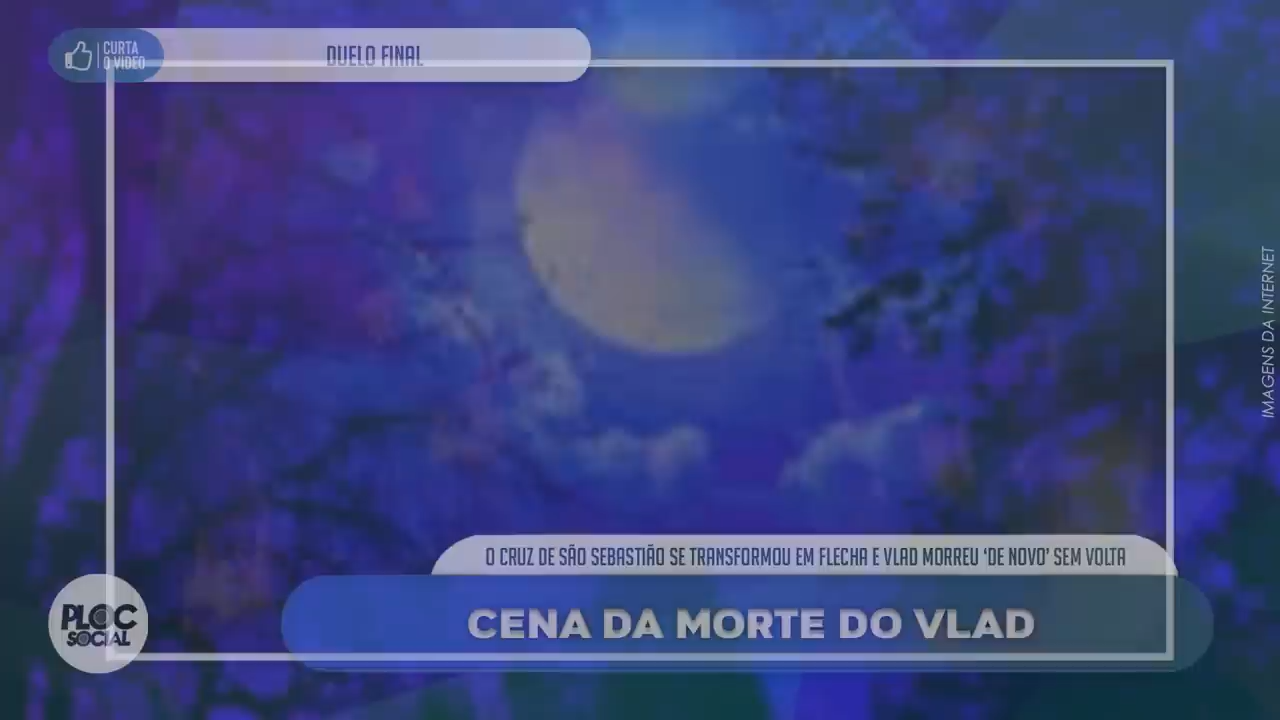 CURTA
O VÍDEO
DUELO FINAL
IMAGENS DA INTERNET
O CRUZ DE SÃO SEBASTIÃO SE TRANSFORMOU EM FLECHA E VLAD MORREU ‘DE NOVO’ SEM VOLTA
CENA DA MORTE DO VLAD
PLOC
SOCIAL